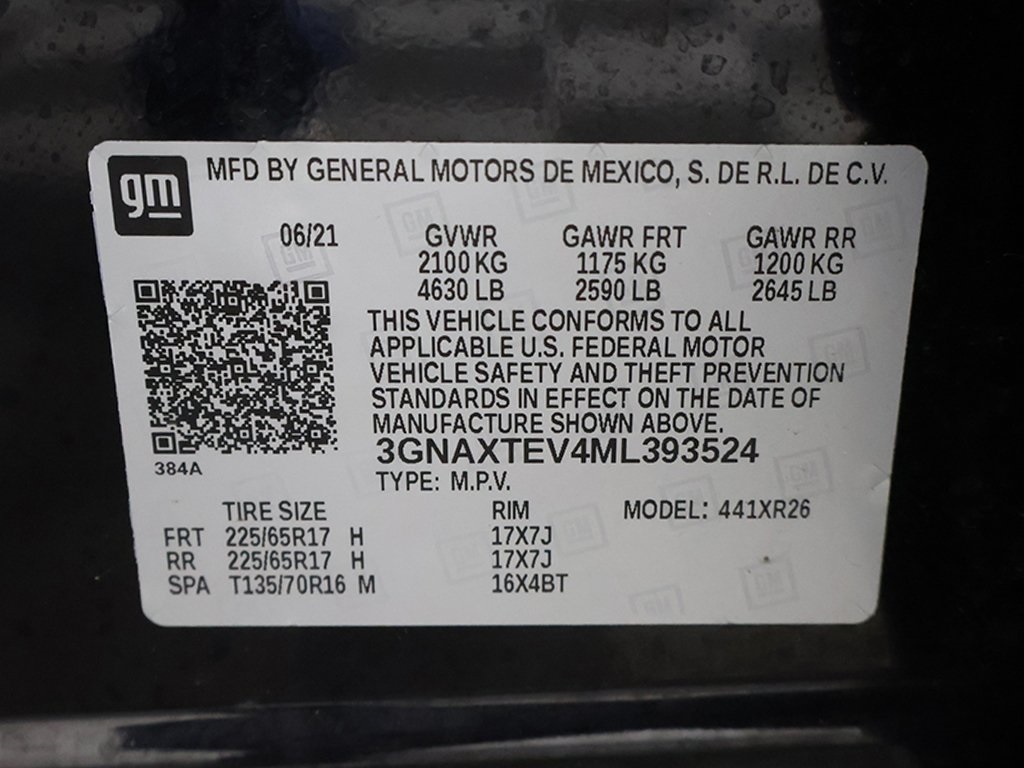 gm
MFD BY GENERAL MOTORS DE MEXICO, S. DE R.L. DE C.V.
06/21 GVWR GAWR FRT GAWR RR
2100 KG 1175 KG 1200 KG
4630 LB 2590 LB 2645 LB
THIS VEHICLE CONFORMS TO ALL
APPLICABLE U.S. FEDERAL MOTOR
VEHICLE SAFETY AND THEFT PREVENTION
STANDARDS IN EFFECT ON THE DATE OF
MANUFACTURE SHOWN ABOVE.
3GNAXTEV4ML393524
384A
TYPE: M.P.V.
TIRE SIZE RIM MODEL: 441XR26
FRT 225/65R17 H 17X7J
RR 225/65R17 H 17X7J
SPA T135/70R16 M 16X4BT